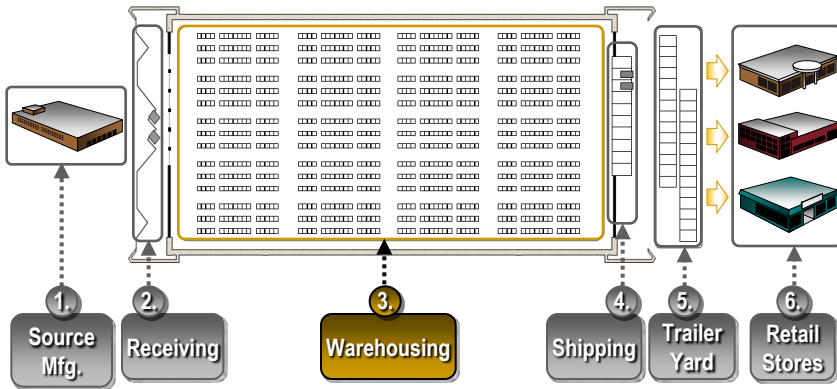 1.
Source
Mfg.
2.
Receiving
3.
Warehousing
4.
Shipping
5.
Trailer
Yard
6.
Retail
Stores